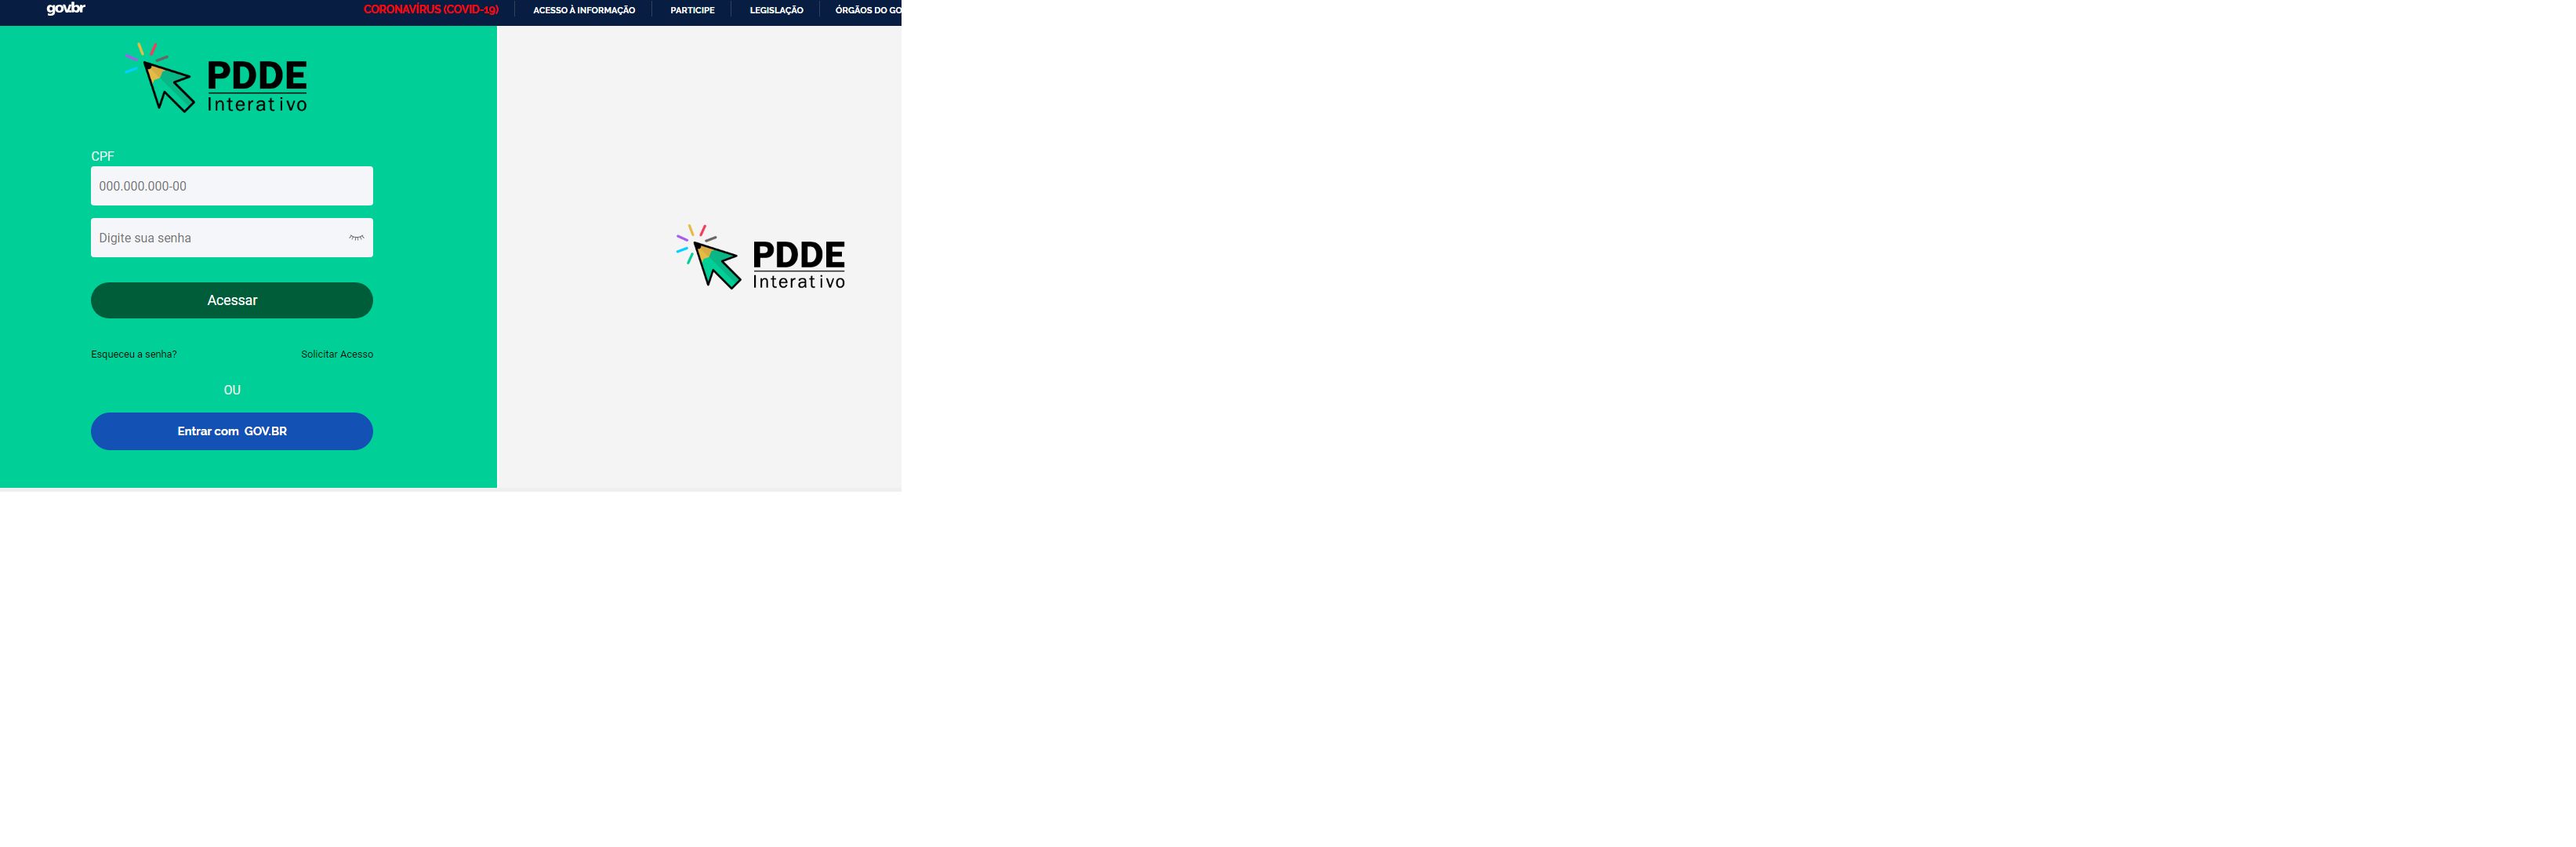 gov.br
CORONAVÍRUS (COVID-19)
ACESSO À INFORMAÇÃO
PARTICIPE
LEGISLAÇÃO
ÓRGÃOS DO GO
PDDE
Interativo
CPF
000.000.000-00
Digite sua senha
Acessar
Esqueceu a senha?
Solicitar Acesso
OU
Entrar com GOV.BR
PDDE
Interativo